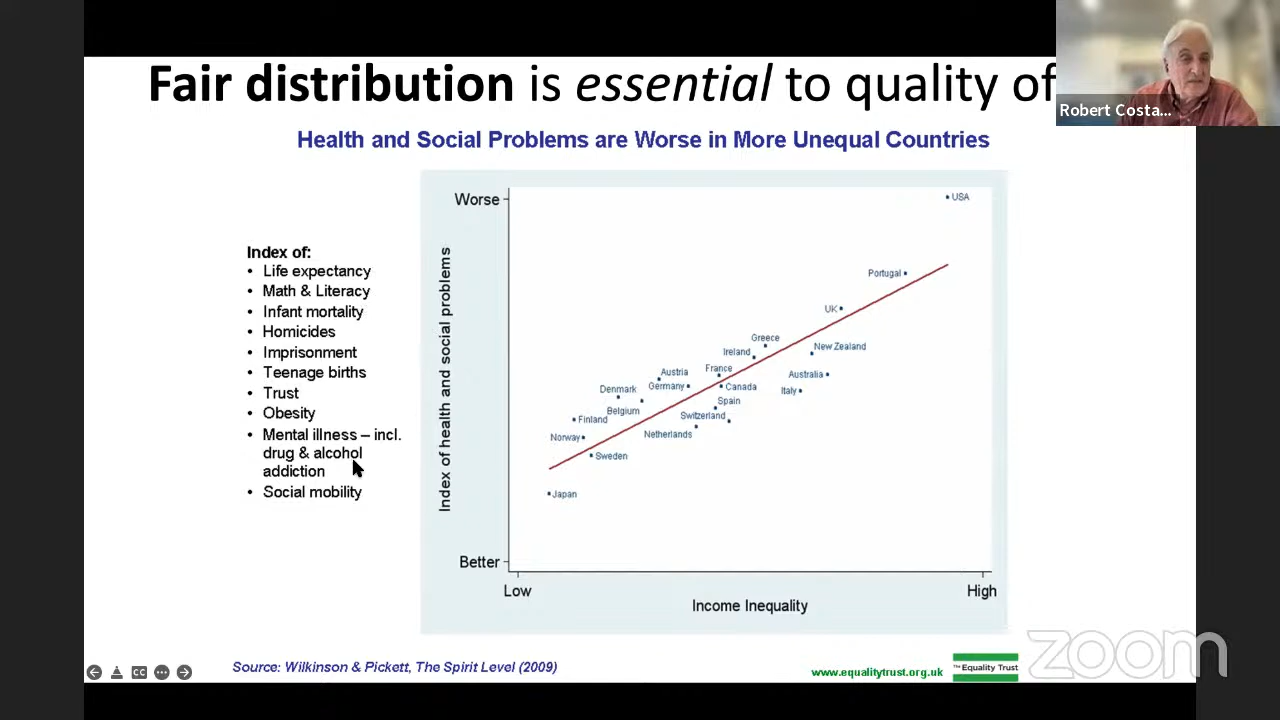 Fair distribution is essential to quality of
Robert Costa...
Health and Social Problems are Worse in More Unequal Countries
Index of:
• Life expectancy
• Math & Literacy
• Infant mortality
• Homicides
• Imprisonment
• Teenage births
• Trust
• Obesity
• Mental illness – incl.
drug & alcohol
addiction
• Social mobility
Index of health and social problems
Worse
Better
USA
Portugal
UK
Greece
New Zealand
Ireland
France
Austria
Australia
Germany
Canada
Italy
Denmark
Spain
Belgium
Switzerland
Finland
Netherlands
Norway
Sweden
Japan
Low
High
Income Inequality
Source: Wilkinson & Pickett, The Spirit Level (2009)
www.equalitytrust.org.uk
The Equality Trust
CC
zoom